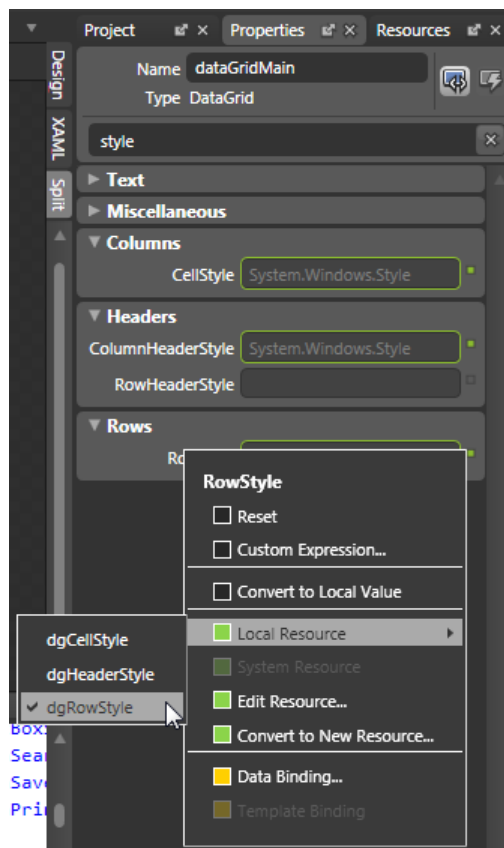 Project
Properties
Resources
Design
XAML
Split
Name dataGridMain
Type DataGrid
style
Text
Miscellaneous
Columns
CellStyle System.Windows.Style
Headers
ColumnHeaderStyle System.Windows.Style
RowHeaderStyle
Rows
RowStyle
Reset
Custom Expression...
Convert to Local Value
Local Resource
System Resource
Edit Resource...
Convert to New Resource...
Data Binding...
Template Binding
dgCellStyle
dgHeaderStyle
dgRowStyle